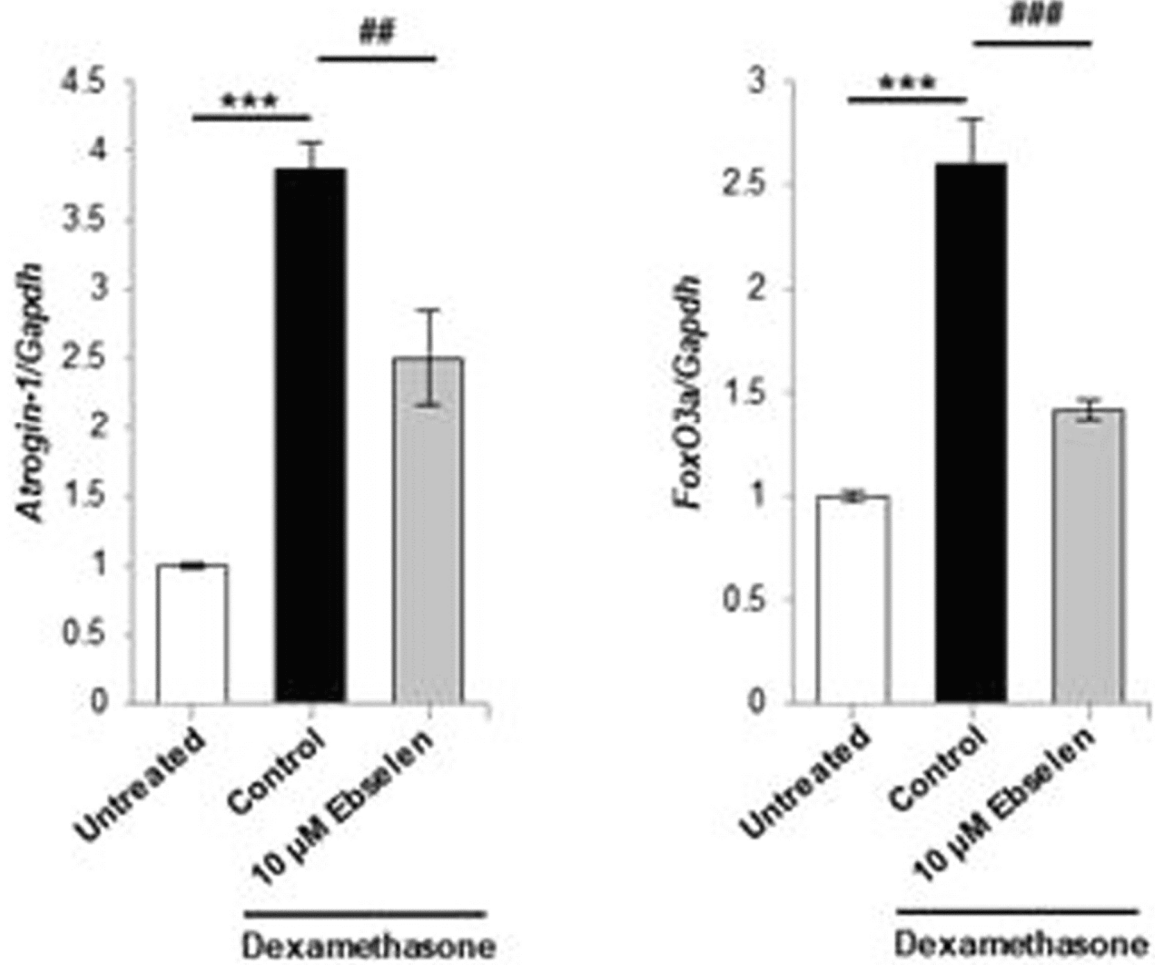 ##
***
4.5
4
3.5
3
2.5
2
1.5
1
0.5
0
Atrogin-1/Gapdh
Untreated
Control
10 µM Ebselen
Dexamethasone
###
***
3
2.5
2
1.5
1
0.5
0
FoxO3a/Gapdh
Untreated
Control
10 µM Ebselen
Dexamethasone